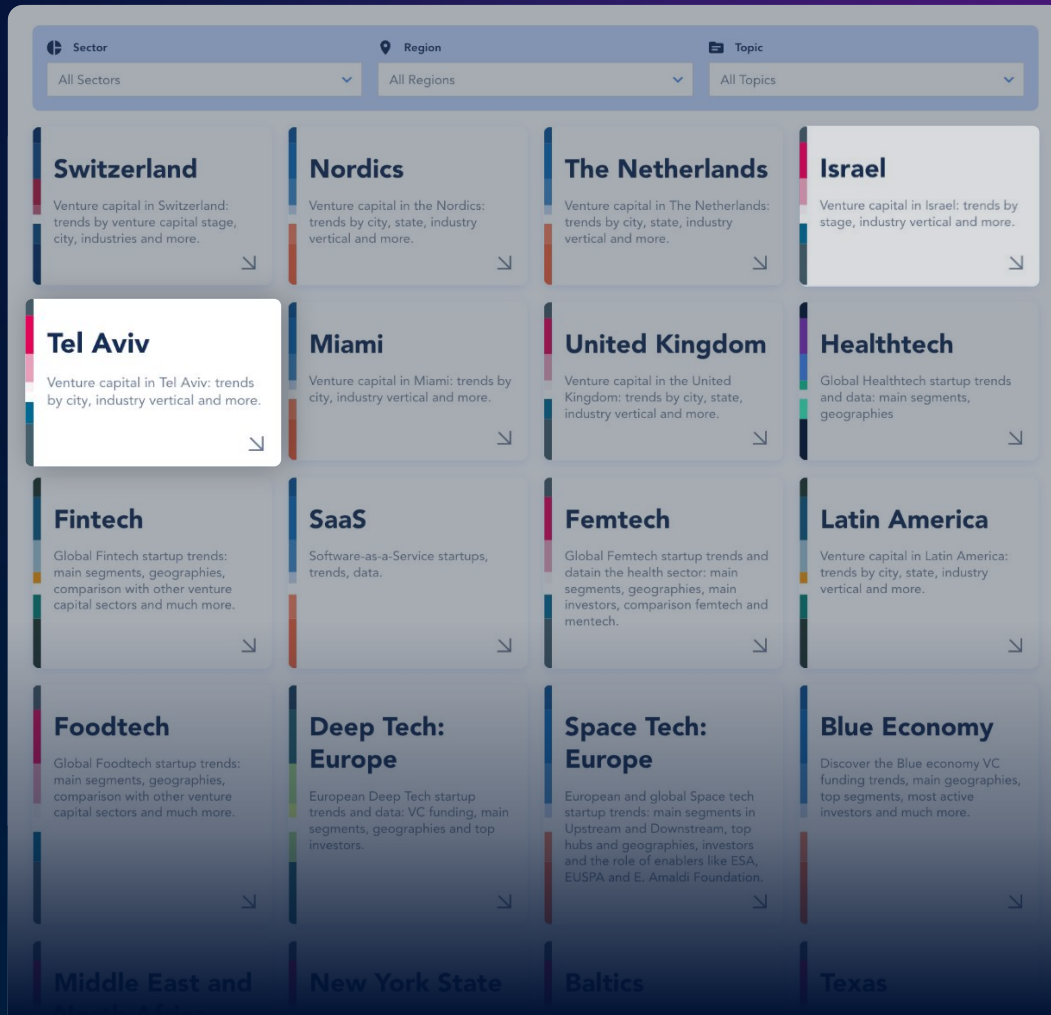 Sector
Region
Topic
All Sectors
All Regions
All Topics
Switzerland
Venture capital in Switzerland:
trends by venture capital stage,
city, industries and more.
Nordics
Venture capital in the Nordics:
trends by city, state, industry
vertical and more.
The Netherlands
Venture capital in The Netherlands:
trends by city, state, industry
vertical and more.
Israel
Venture capital in Israel: trends by
stage, industry vertical and more.
Tel Aviv
Venture capital in Tel Aviv: trends
by city, industry vertical and more.
Miami
Venture capital in Miami: trends by
city, industry vertical and more.
United Kingdom
Venture capital in the United
Kingdom: trends by city, state,
industry vertical and more.
Healthtech
Global Healthtech startup trends
and data: main segments,
geographies
Fintech
Global Fintech startup trends:
main segments, geographies,
comparison with other venture
capital sectors and much more.
SaaS
Software-as-a-Service startups,
trends, data.
Femtech
Global Femtech startup trends and
datain the health sector: main
segments, geographies, main
investors, comparison femtech and
mentech.
Latin America
Venture capital in Latin America:
trends by city, state, industry
vertical and more.
Foodtech
Global Foodtech startup trends:
main segments, geographies,
comparison with other venture
capital sectors and much more.
Deep Tech:
Europe
European Deep Tech startup
trends and data: VC funding, main
segments, geographies and top
investors.
Space Tech:
Europe
European and global Space tech
startup trends: main segments in
Upstream and Downstream, top
hubs and geographies, investors
and the role of enablers like ESA,
EUSPA and E. Amaldi Foundation.
Blue Economy
Discover the Blue economy VC
funding trends, main geographies,
top segments, most active
investors and much more.
Middle East and
New York State
Baltics
Texas